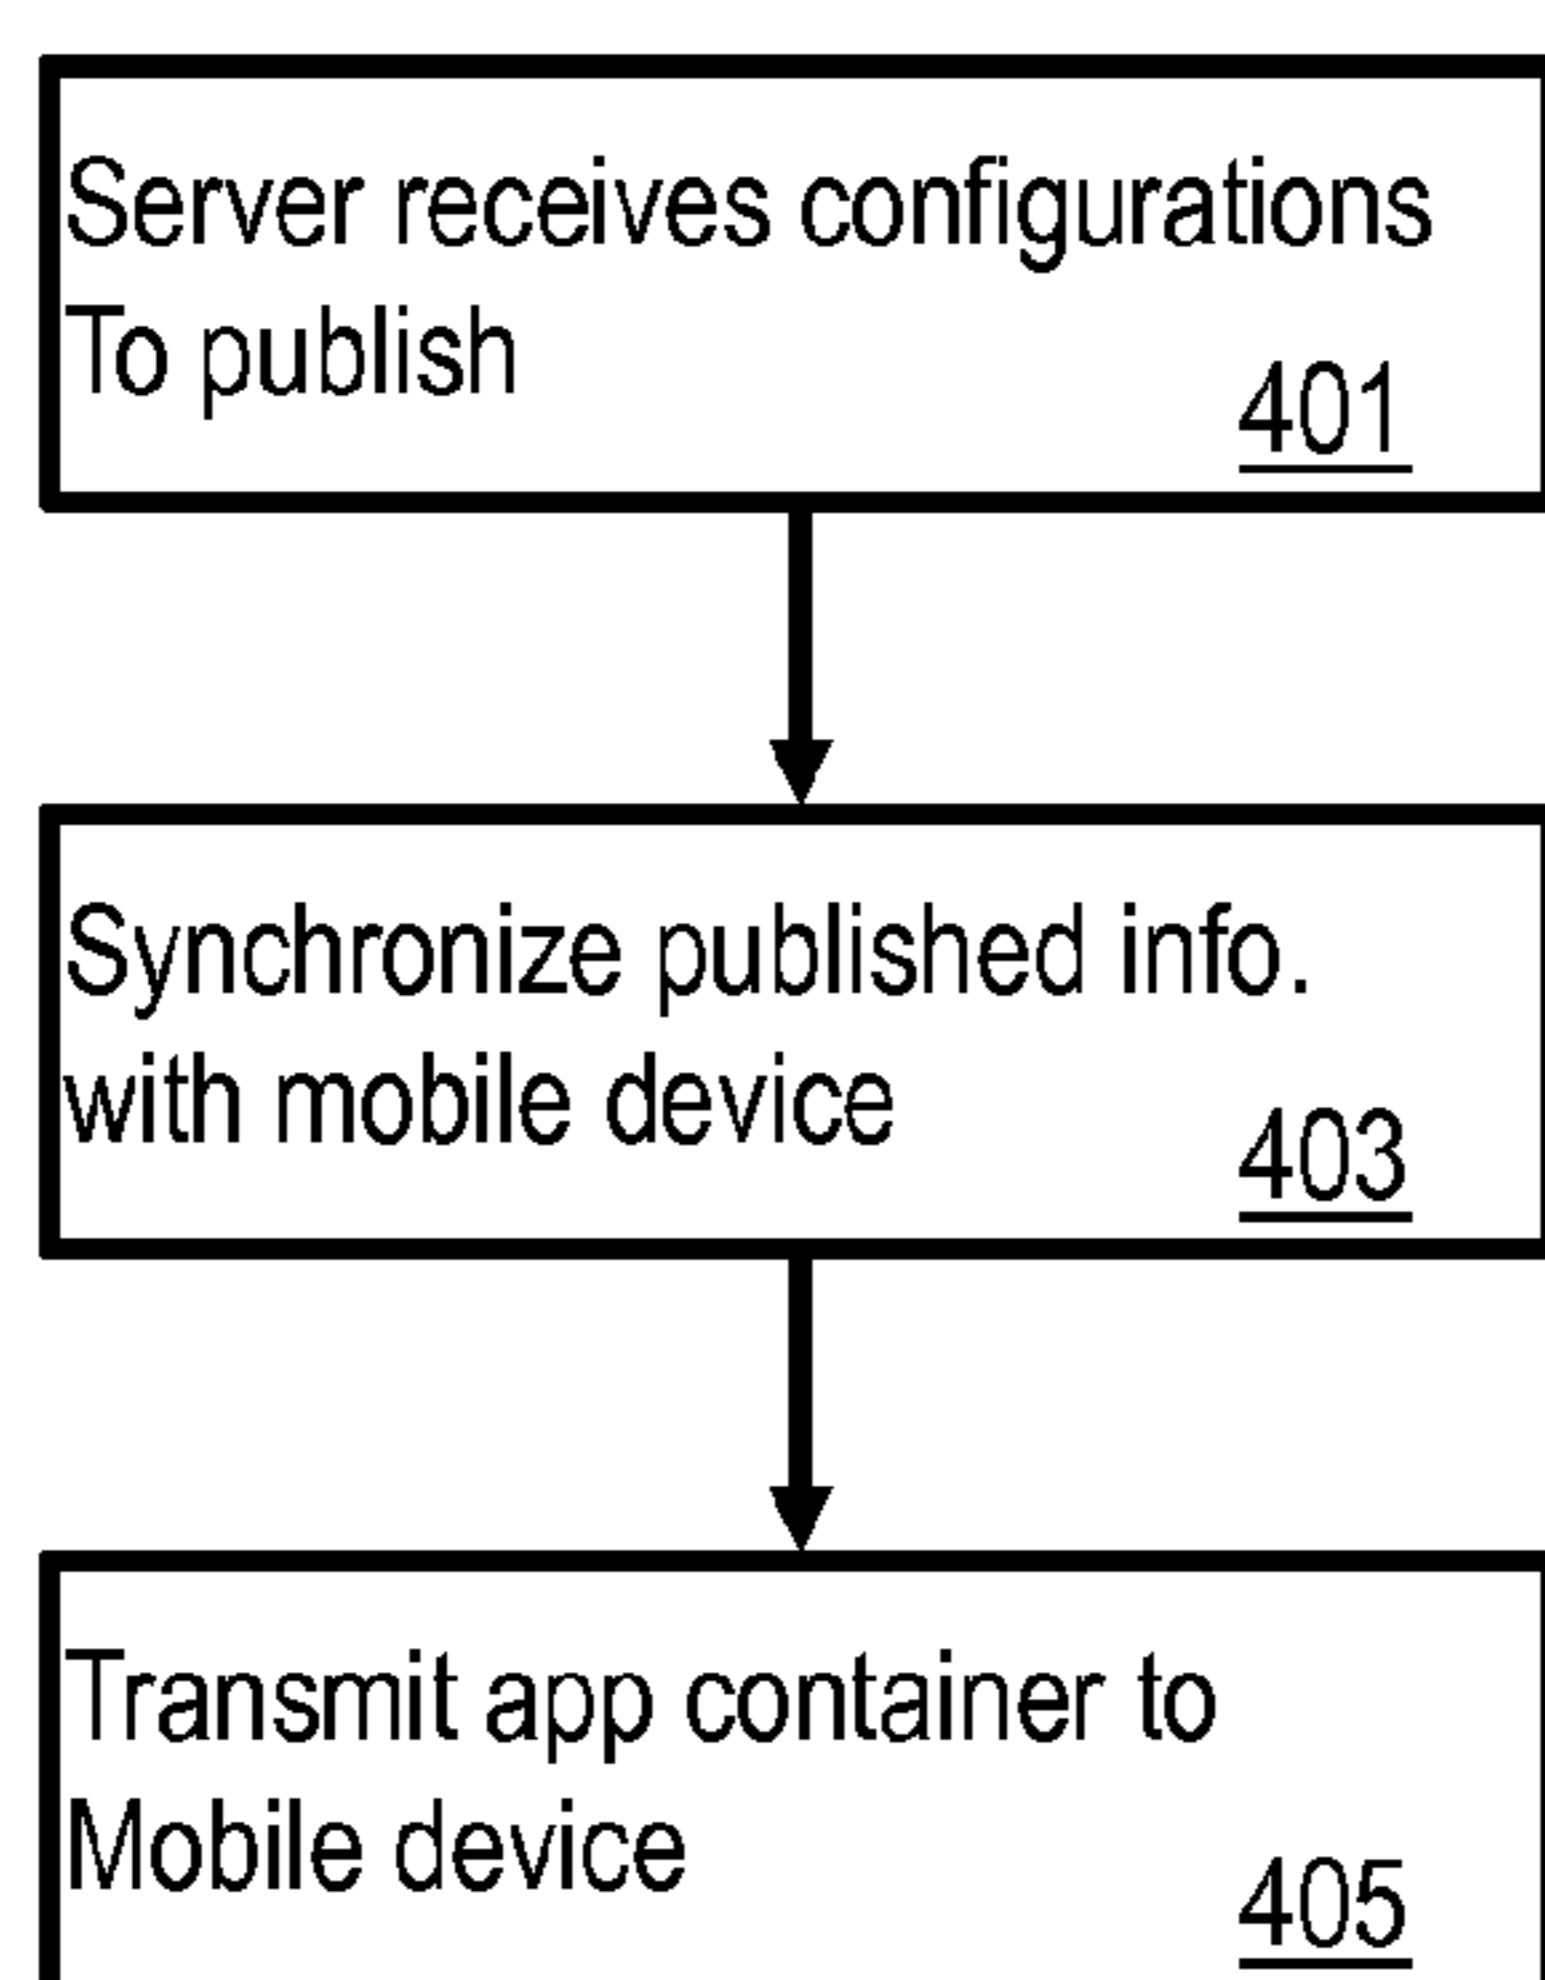 Server receives configurations
To publish
401
Synchronize published info.
with mobile device
403
Transmit app container to
Mobile device
405